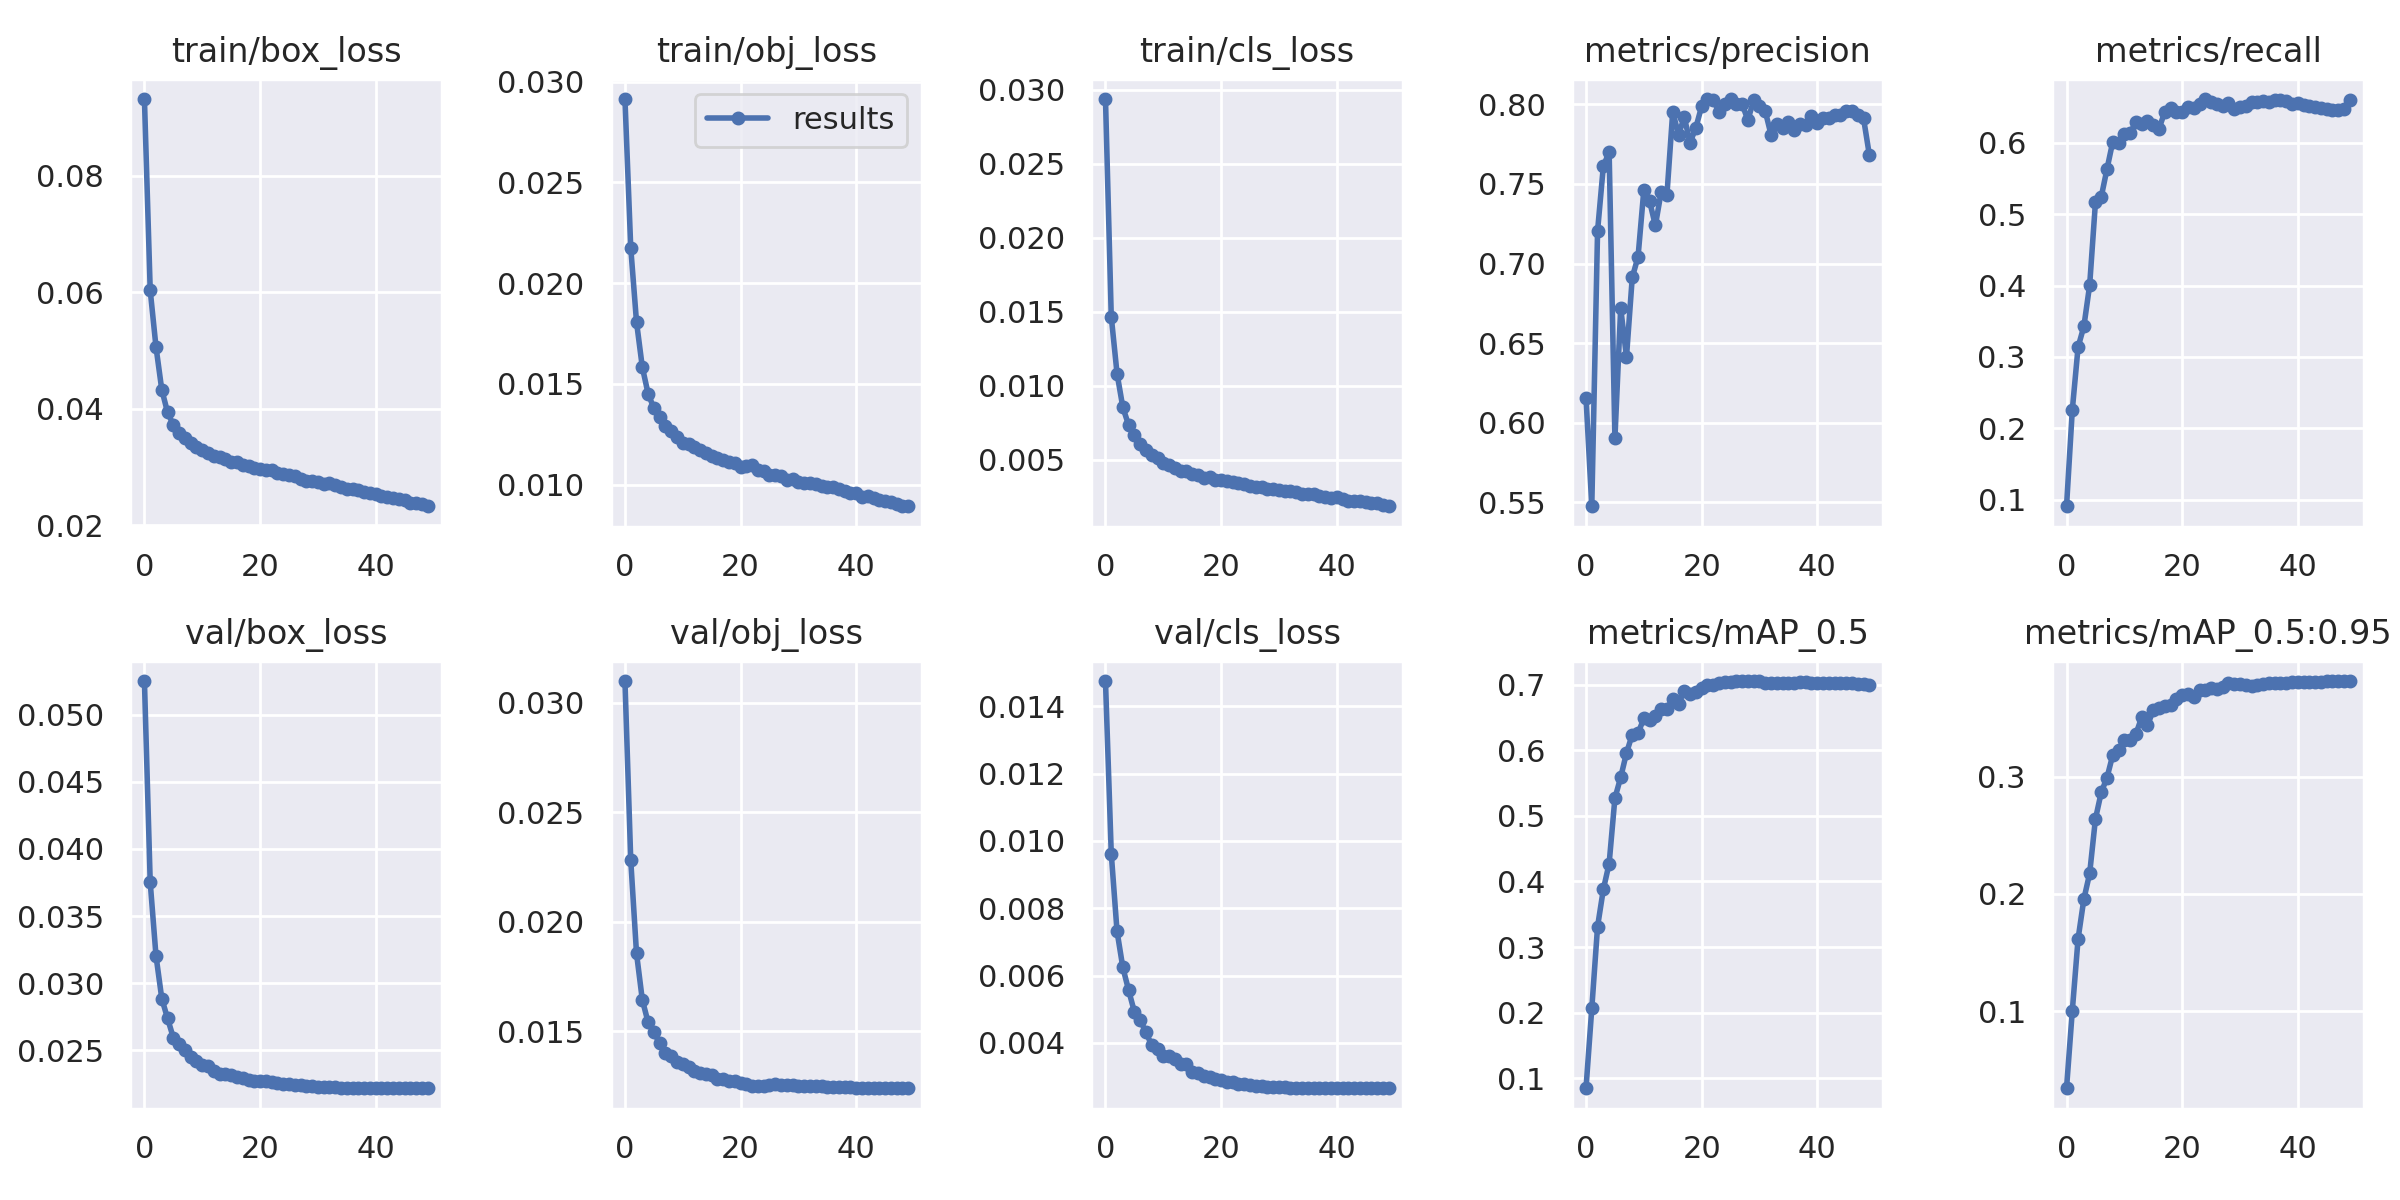 train/box_loss
0.08
0.06
0.04
0.02
0 20 40
train/obj_loss
results
0.030
0.025
0.020
0.015
0.010
0 20 40
train/cls_loss
0.030
0.025
0.020
0.015
0.010
0.005
0 20 40
metrics/precision
0.80
0.75
0.70
0.65
0.60
0.55
0 20 40
metrics/recall
0.6
0.5
0.4
0.3
0.2
0.1
0 20 40
val/box_loss
0.050
0.045
0.040
0.035
0.030
0.025
0 20 40
val/obj_loss
0.030
0.025
0.020
0.015
0 20 40
val/cls_loss
0.014
0.012
0.010
0.008
0.006
0.004
0 20 40
metrics/mAP_0.5
0.7
0.6
0.5
0.4
0.3
0.2
0.1
0 20 40
metrics/mAP_0.5:0.95
0.3
0.2
0.1
0 20 40